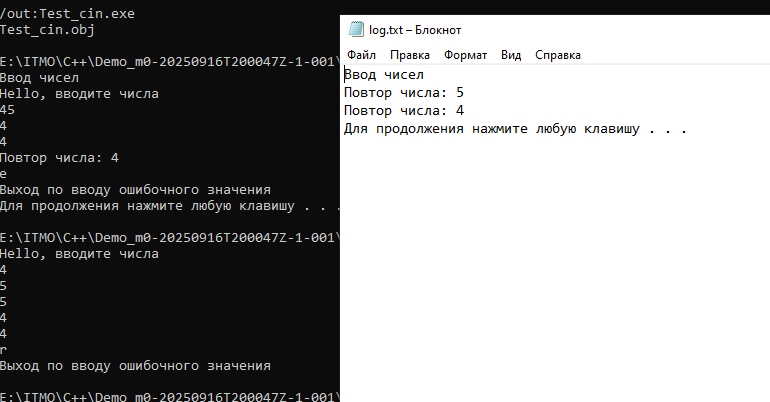 /out:Test_cin.exe
Test_cin.obj
E:\ITMO\C++\Demo_m0-20250916T200047Z-1-001\
Ввод чисел
Hello, вводите числа
45
4
4
Повтор числа: 4
e
Выход по вводу ошибочного значения
Для продолжения нажмите любую клавишу . . .
E:\ITMO\C++\Demo_m0-20250916T200047Z-1-001\
Hello, вводите числа
4
5
5
4
4
r
Выход по вводу ошибочного значения
E:\ITMO\C++\Demo_m0-20250916T200047Z-1-001\
log.txt – Блокнот
Файл Правка Формат Вид Справка
Ввод чисел
Повтор числа: 5
Повтор числа: 4
Для продолжения нажмите любую клавишу . . .